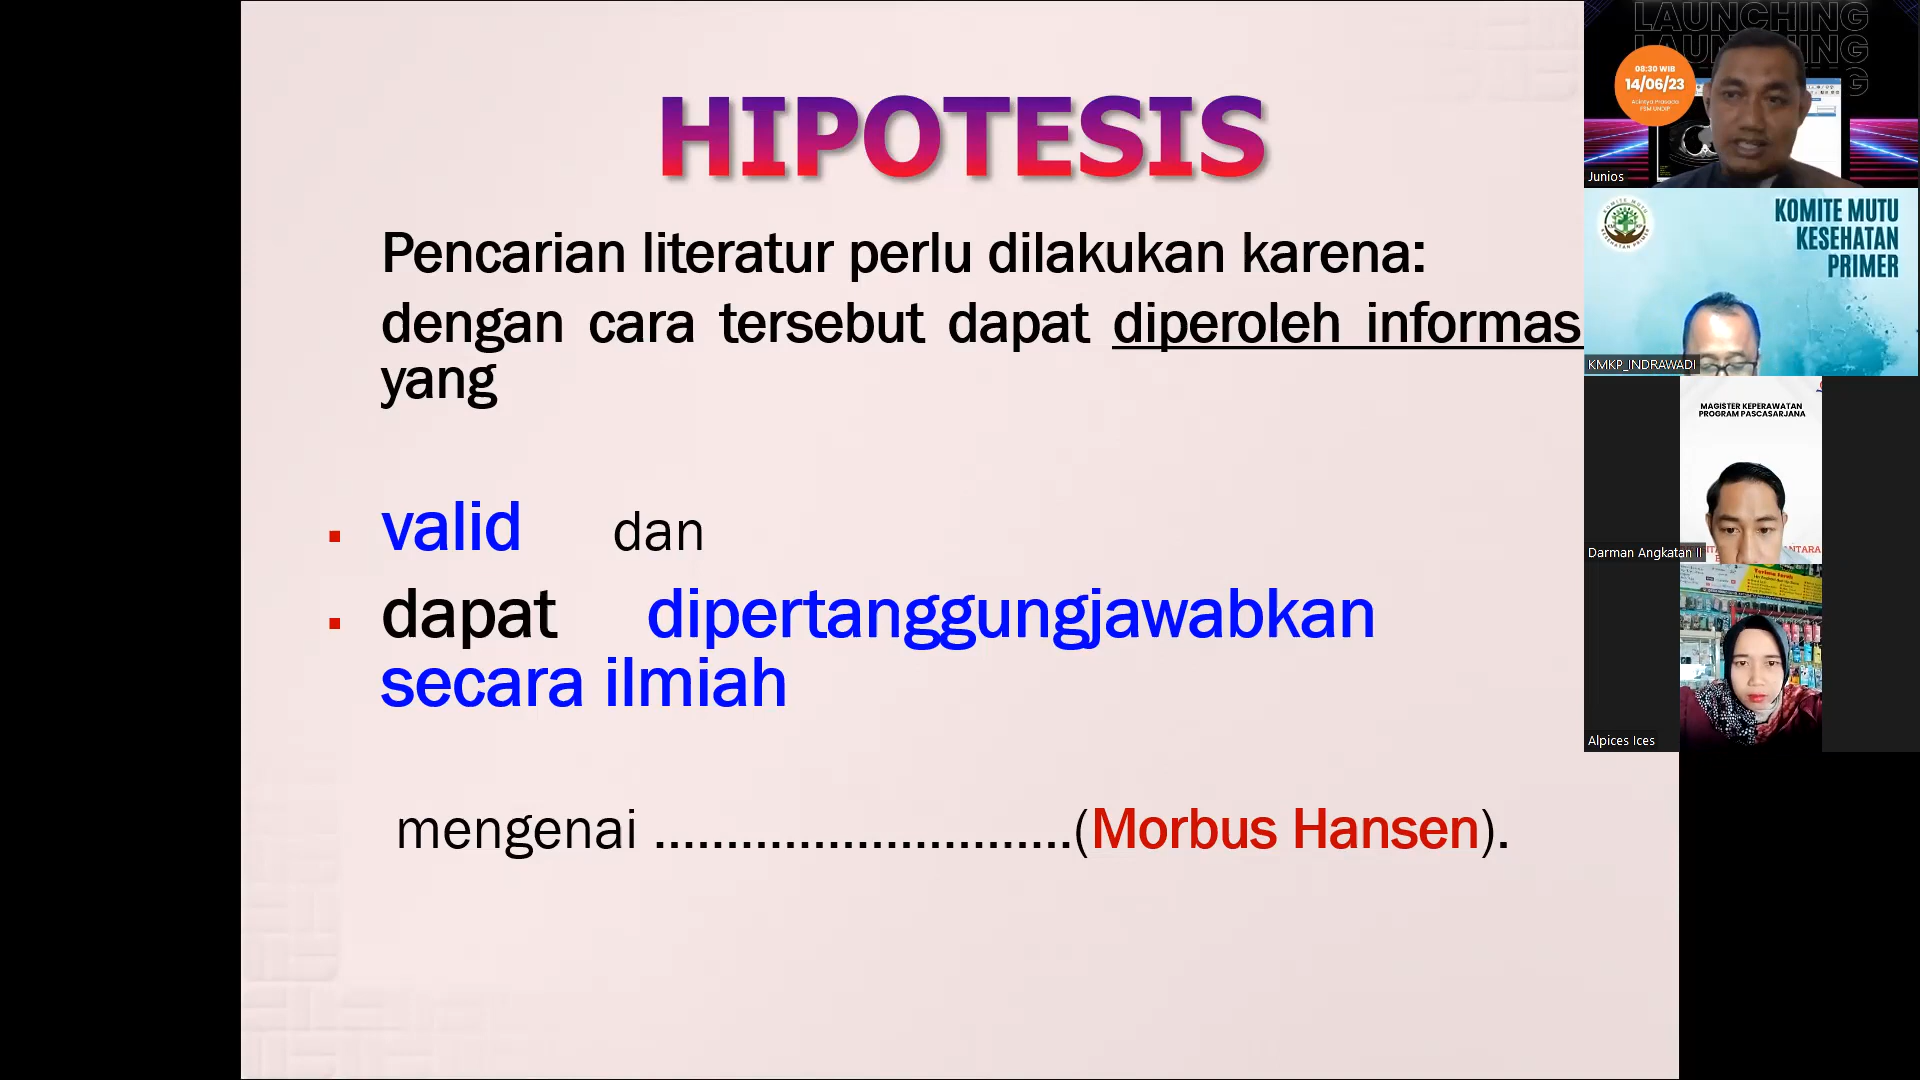 HIPOTESIS
Pencarian literatur perlu dilakukan karena:
dengan cara tersebut dapat diperoleh informas
yang
valid dan
dapat dipertanggungjawabkan
secara ilmiah
mengenai .............................(Morbus Hansen).
LAUNCHING
08:30 WIB
14/06/23
Junios
KOMITE MUTU
KESEHATAN
PRIMER
KMKP_INDRAWADI
MAGISTER KEPERAWATAN
PROGRAM PASCASARJANA
Darman Angkatan II
Alpices Ices